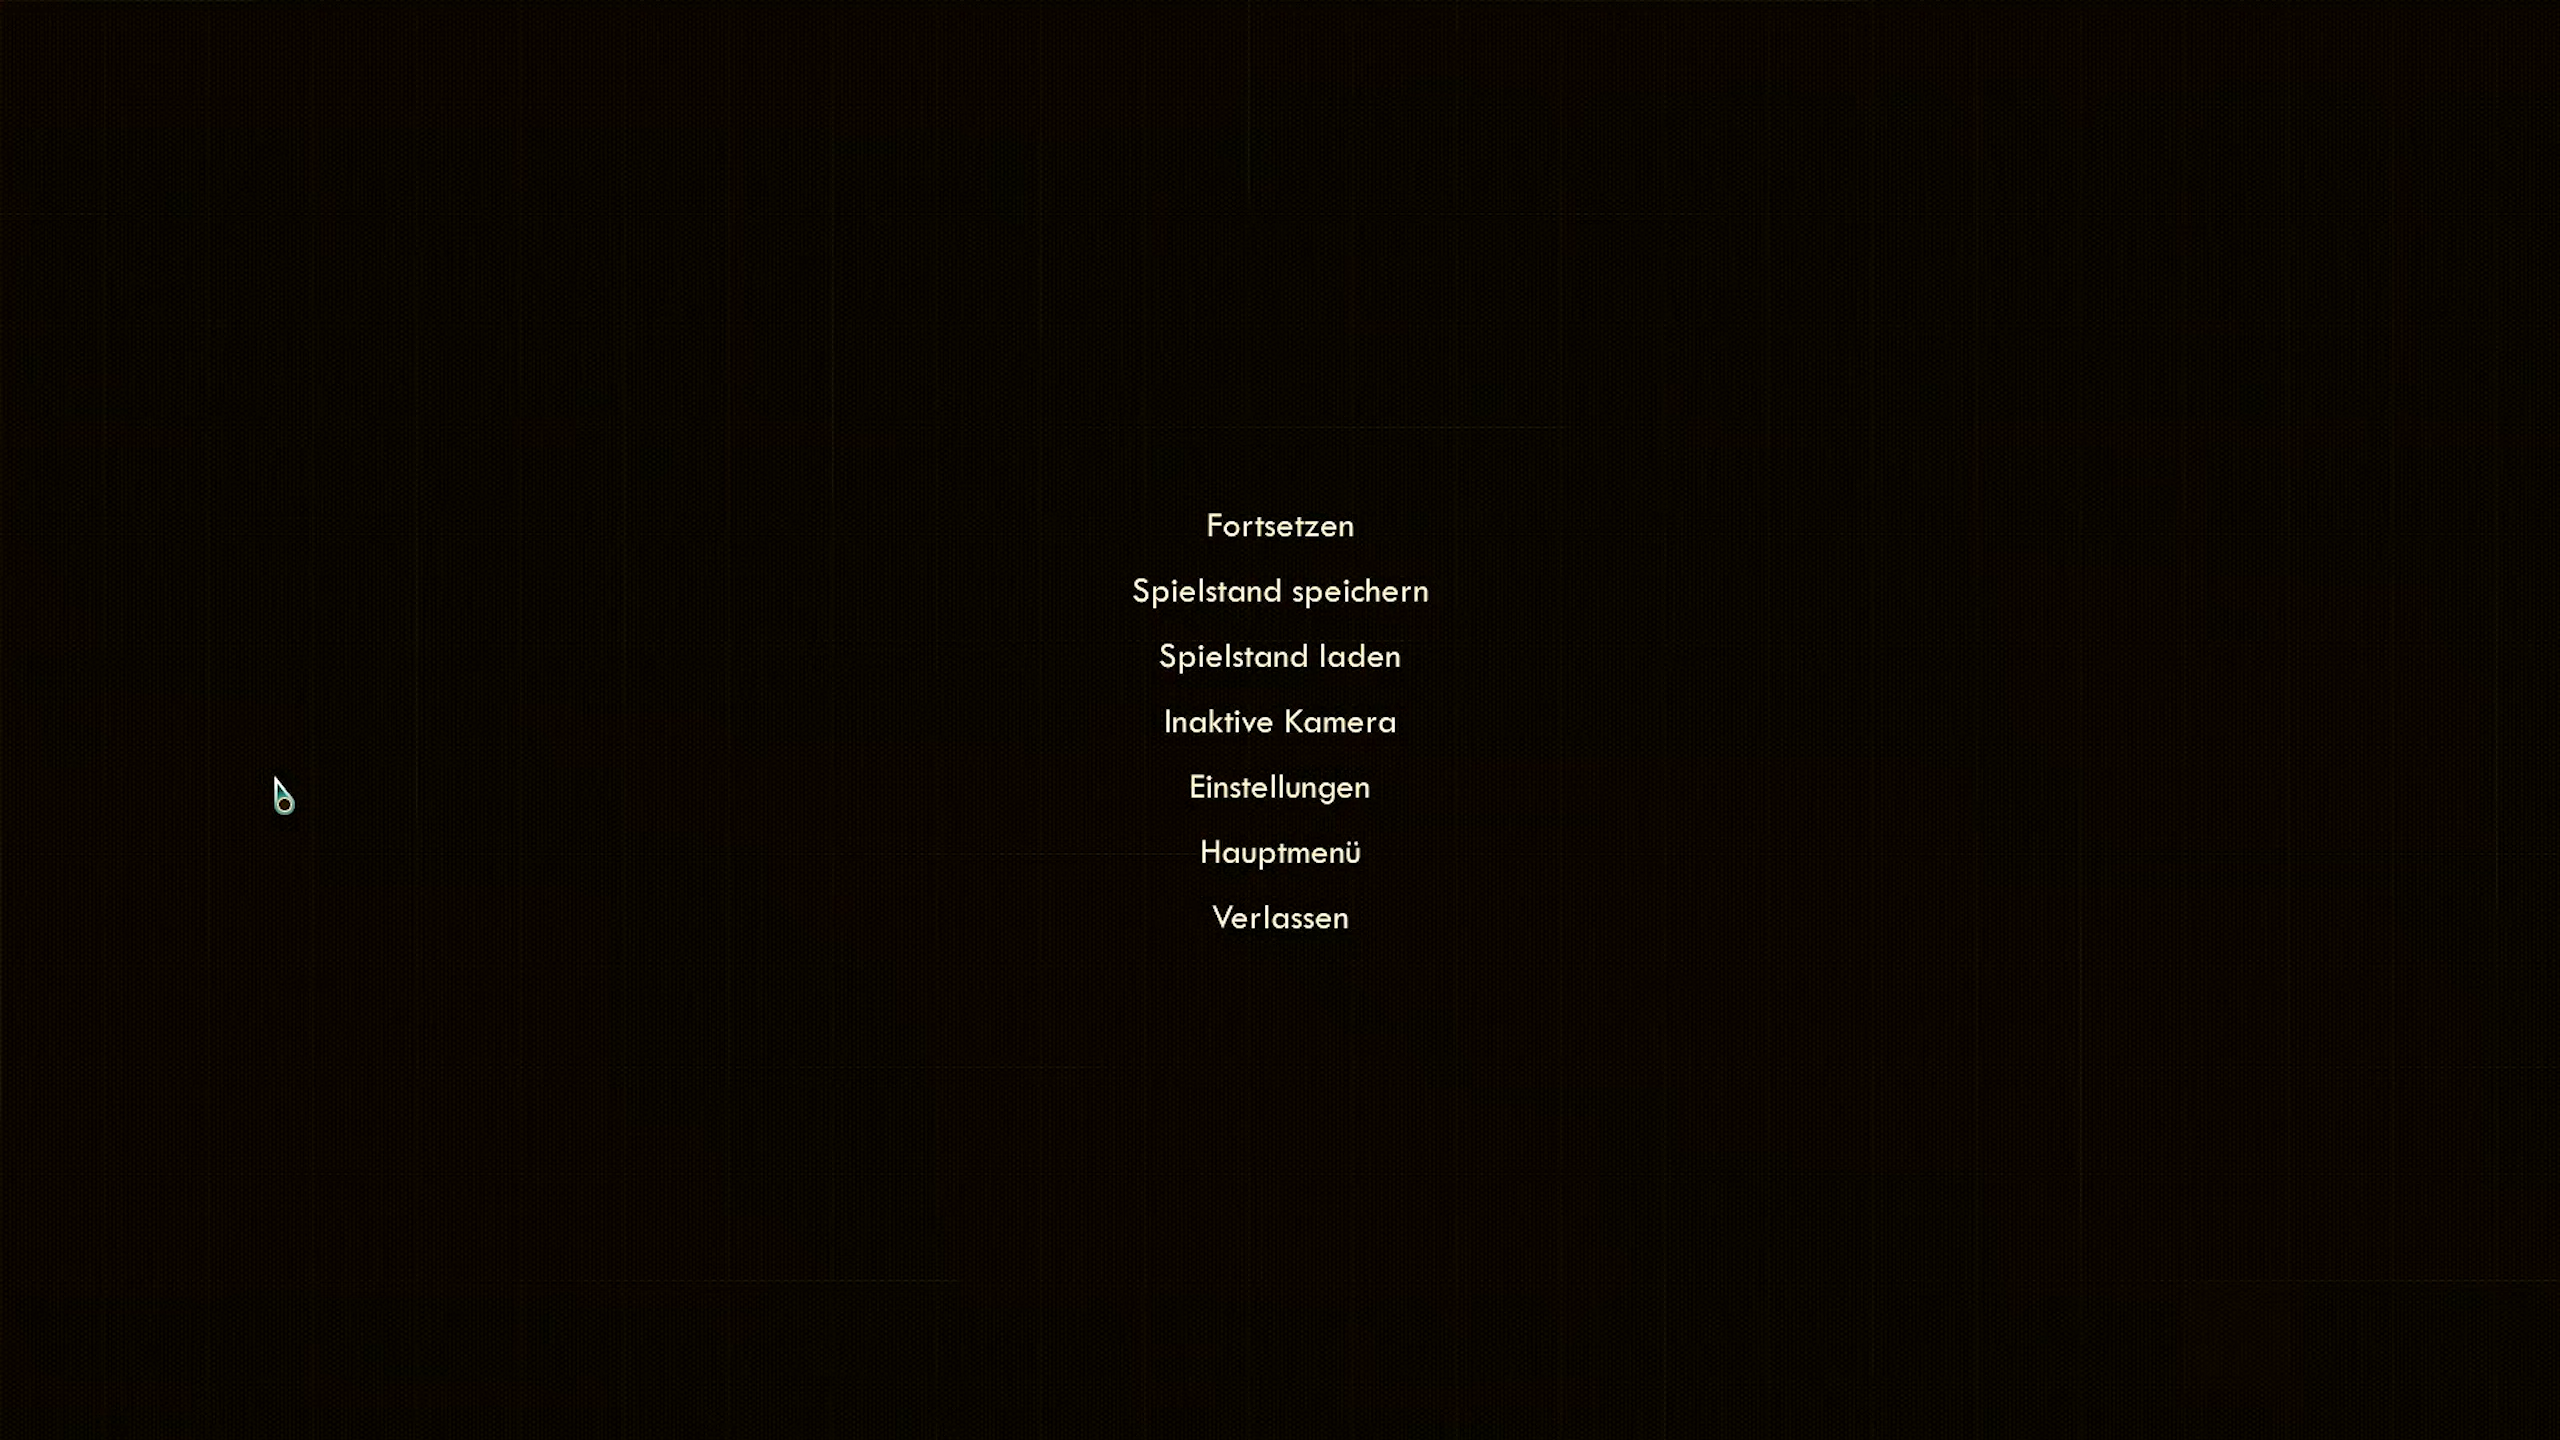 Fortsetzen
Spielstand speichern
Spielstand laden
Inaktive Kamera
Einstellungen
Hauptmenü
Verlassen